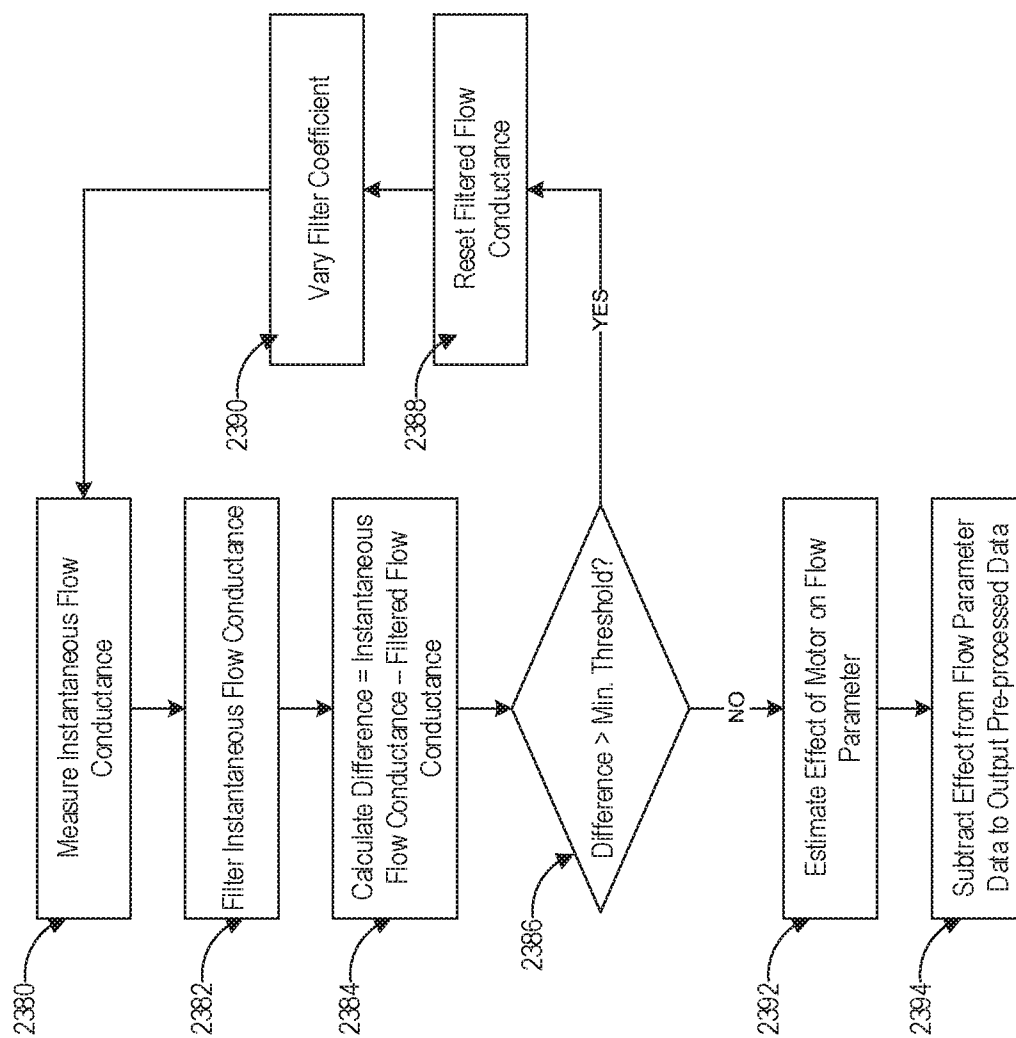 2380
Measure Instantaneous Flow
Conductance
2382
Filter Instantaneous Flow Conductance
2384
Calculate Difference = Instantaneous
Flow Conductance – Filtered Flow
Conductance
2386
Difference > Min. Threshold?
YES
2388
Reset Filtered Flow
Conductance
2390
Vary Filter Coefficient
NO
2392
Estimate Effect of Motor on Flow
Parameter
2394
Subtract Effect from Flow Parameter
Data to Output Pre-processed Data